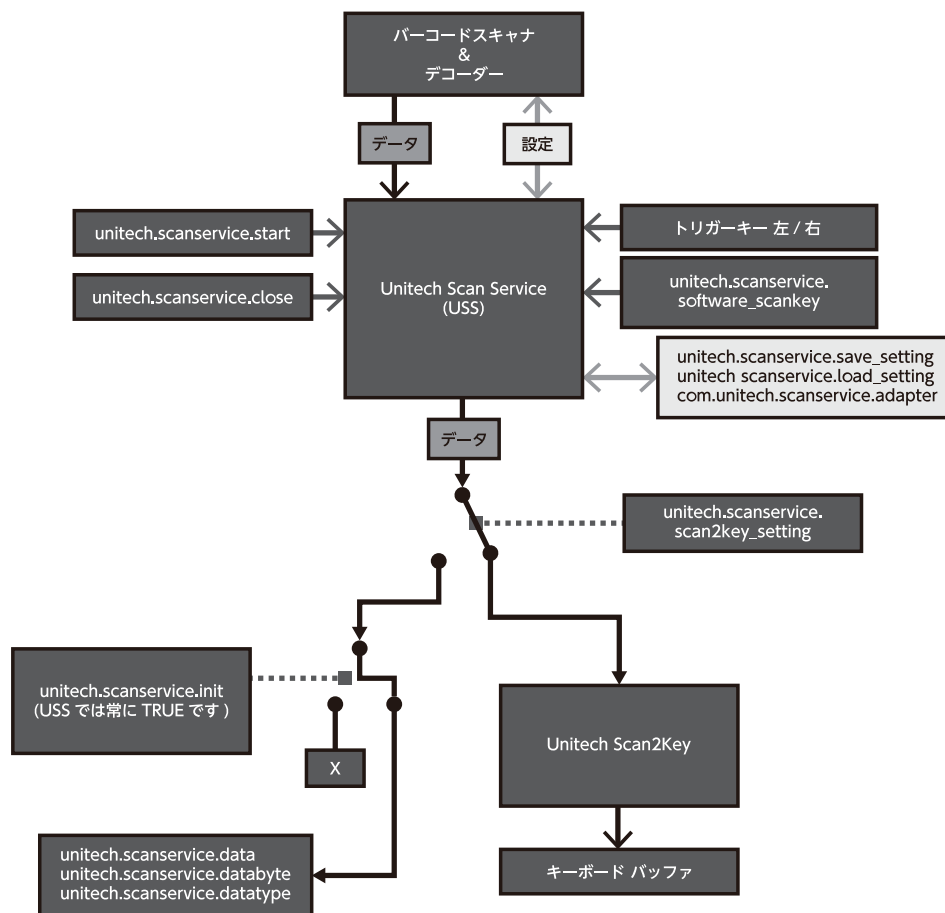 バーコードスキャナ
&
デコーダー
データ
設定
unitech.scanservice.start
unitech.scanservice.close
Unitech Scan Service
(USS)
トリガーキー 左 / 右
unitech.scanservice.
software_scankey
unitech.scanservice.save_setting
unitech scanservice.load_setting
com.unitech.scanservice.adapter
データ
unitech.scanservice.
scan2key_setting
unitech.scanservice.init
(USS では常に TRUE です )
X
Unitech Scan2Key
unitech.scanservice.data
unitech.scanservice.databyte
unitech.scanservice.datatype
キーボード バッファ